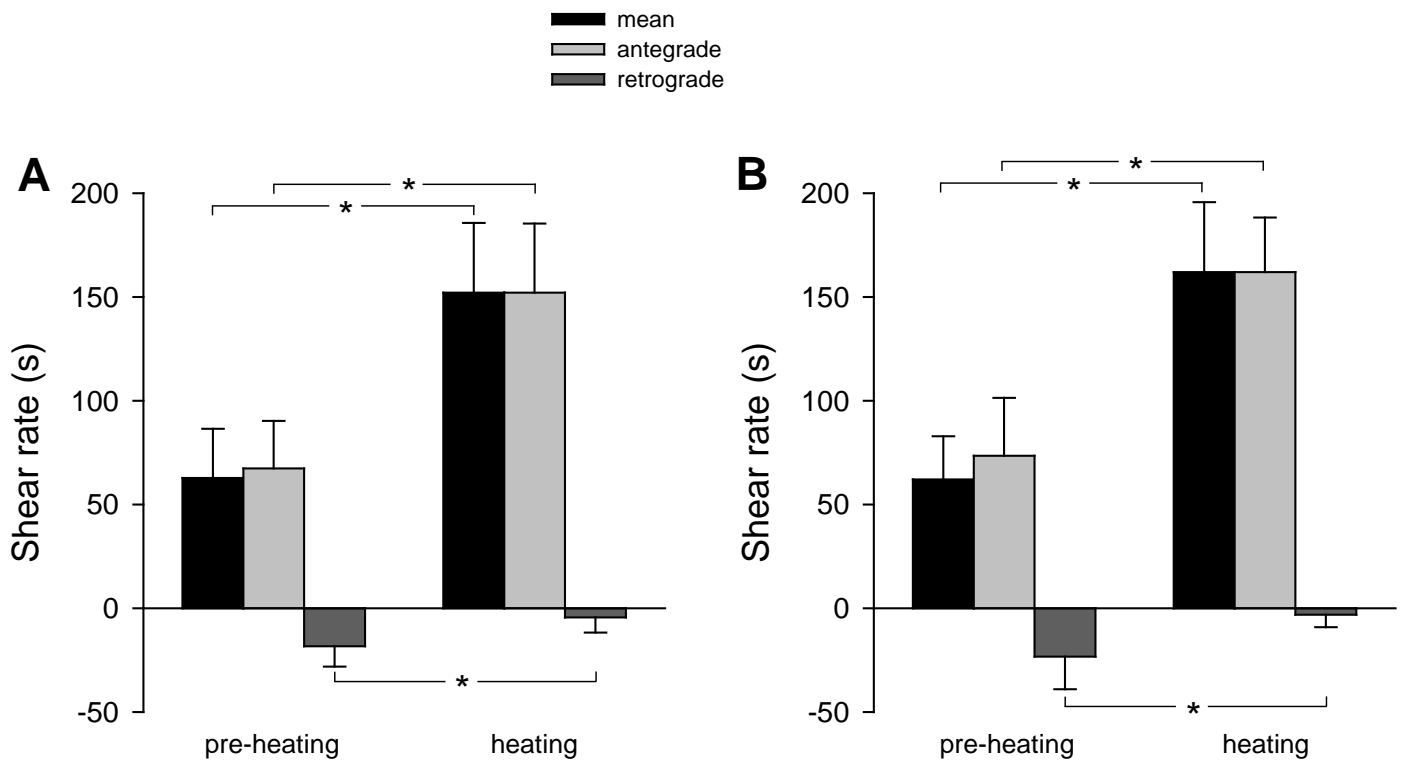 mean
antegrade
retrograde
A
200
150
100
50
0
-50
Shear rate (s)
*
*
*
pre-heating heating
B
200
150
100
50
0
-50
Shear rate (s)
*
*
*
pre-heating heating